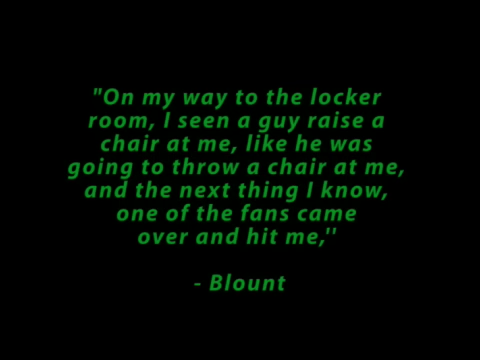 "On my way to the locker
room, I seen a guy raise a
chair at me, like he was
going to throw a chair at me,
and the next thing I know,
one of the fans came
over and hit me,''
- Blount